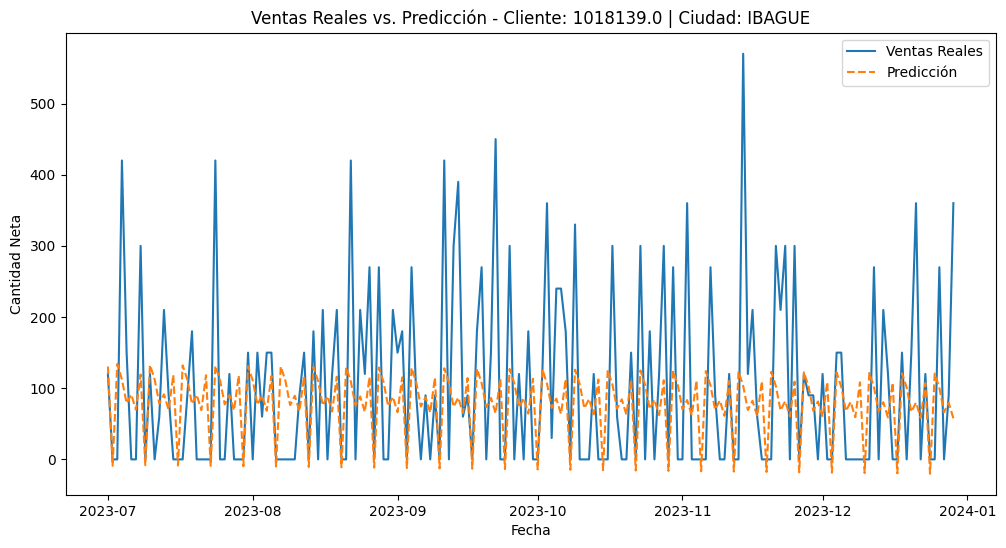 Ventas Reales vs. Predicción - Cliente: 1018139.0 | Ciudad: IBAGUE
Ventas Reales
Predicción
Cantidad Neta
500
400
300
200
100
0
2023-07
2023-08
2023-09
2023-10
2023-11
2023-12
2024-01
Fecha